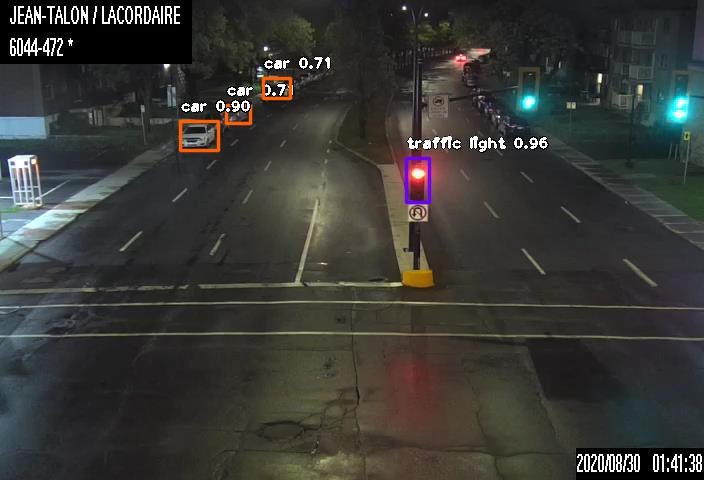 JEAN-TALON / LACORDAIRE
6044-472 *
car 0.71
car 0.7
car 0.90
traffic light 0.96
2020/08/30 01:41:38